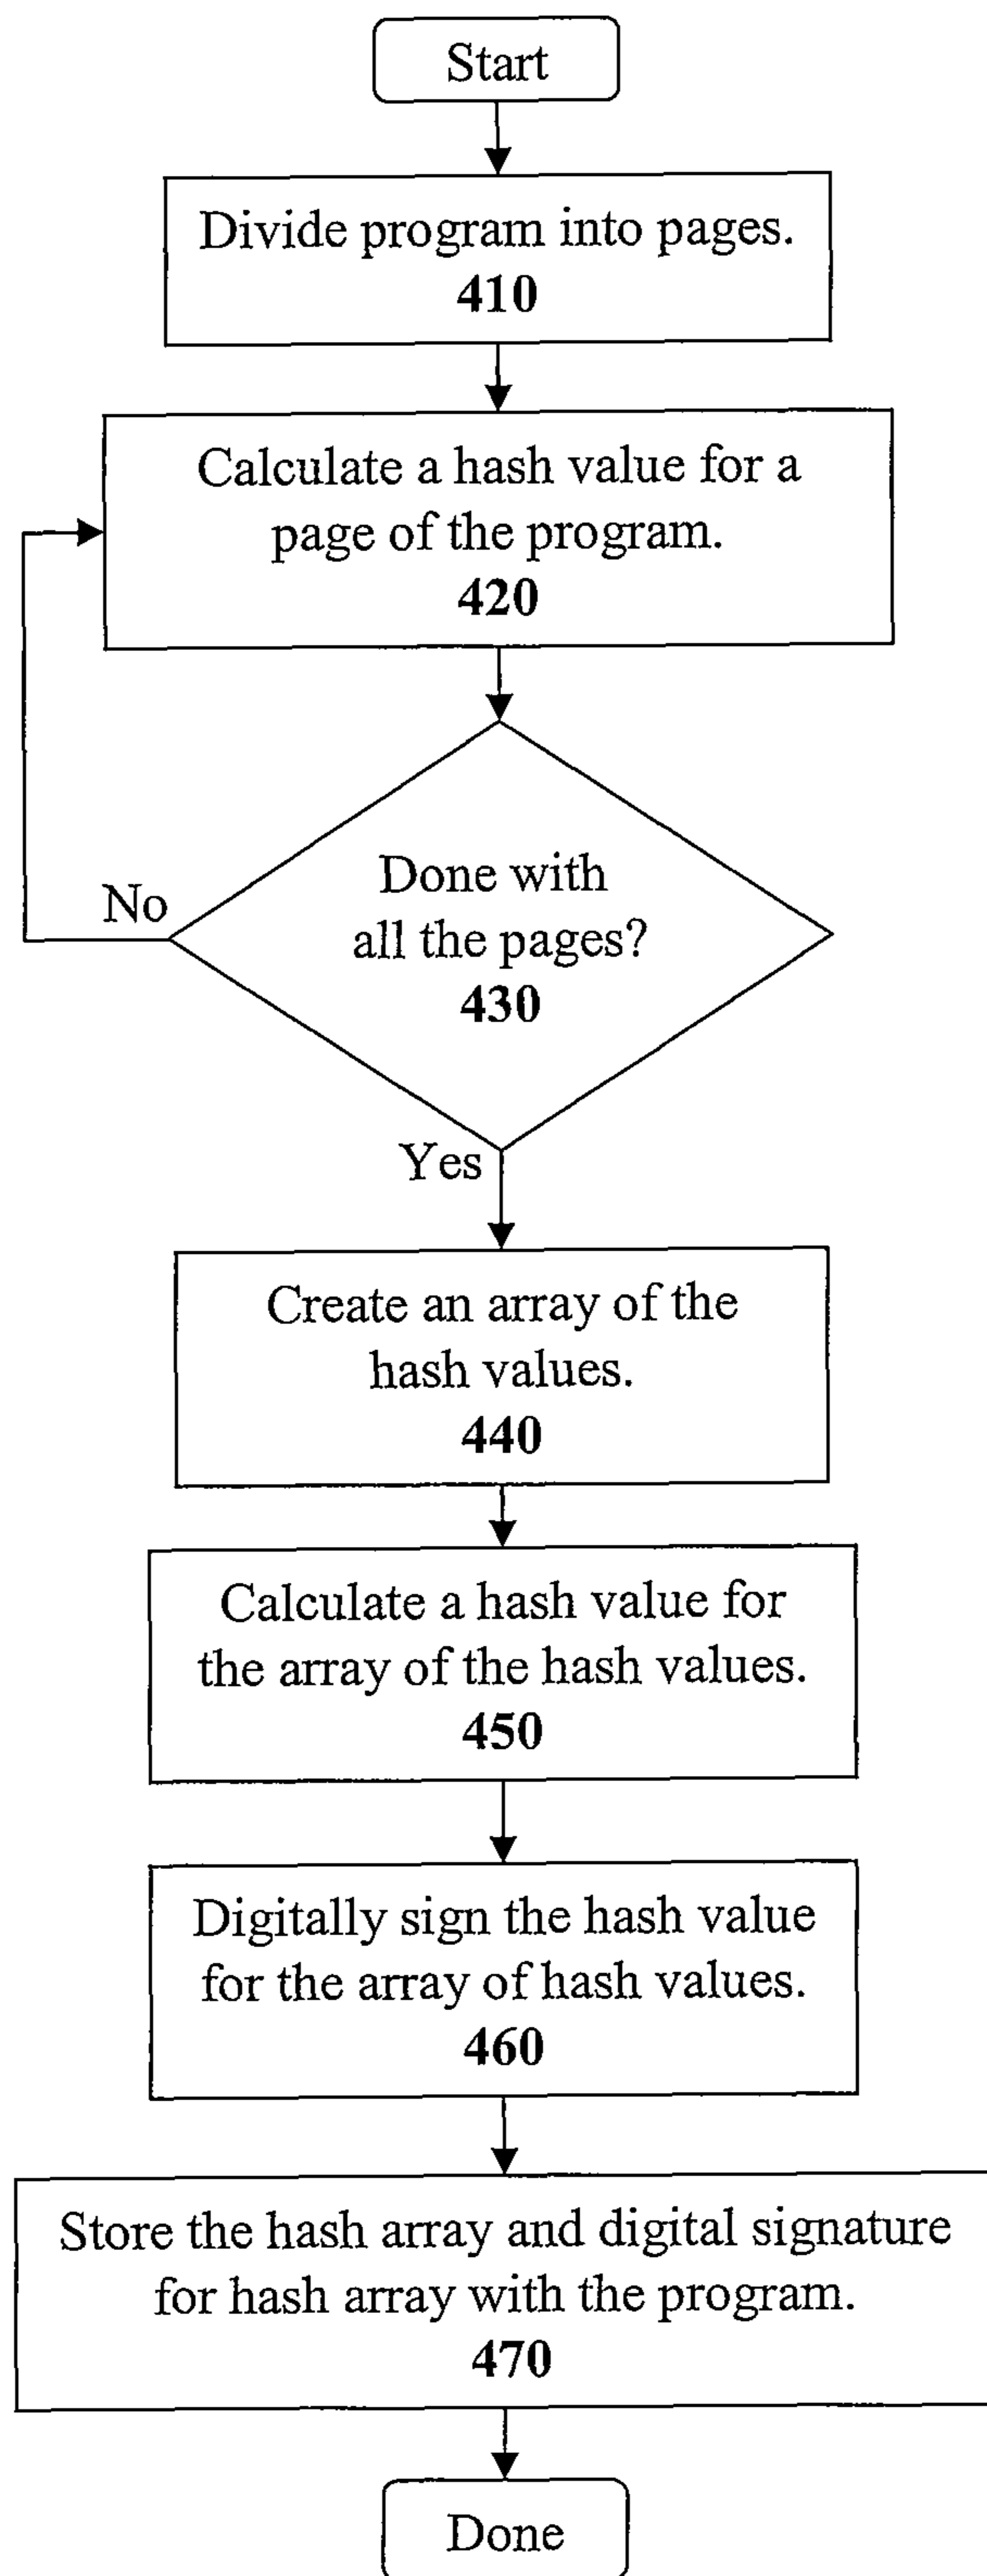 Start
Divide program into pages.
410
Calculate a hash value for a
page of the program.
420
Done with
all the pages?
430
No
Yes
Create an array of the
hash values.
440
Calculate a hash value for
the array of the hash values.
450
Digitally sign the hash value
for the array of hash values.
460
Store the hash array and digital signature
for hash array with the program.
470
Done